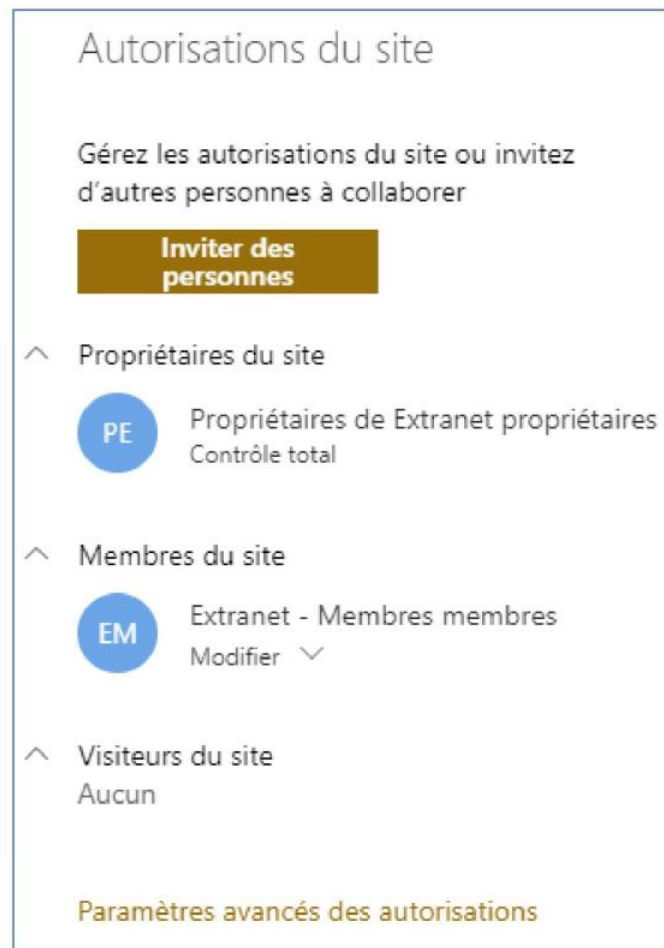 Autorisations du site
Gérez les autorisations du site ou invitez
d'autres personnes à collaborer
Inviter des
personnes
Propriétaires du site
PE
Propriétaires de Extranet propriétaires
Contrôle total
Membres du site
EM
Extranet - Membres membres
Modifier
Visiteurs du site
Aucun
Paramètres avancés des autorisations